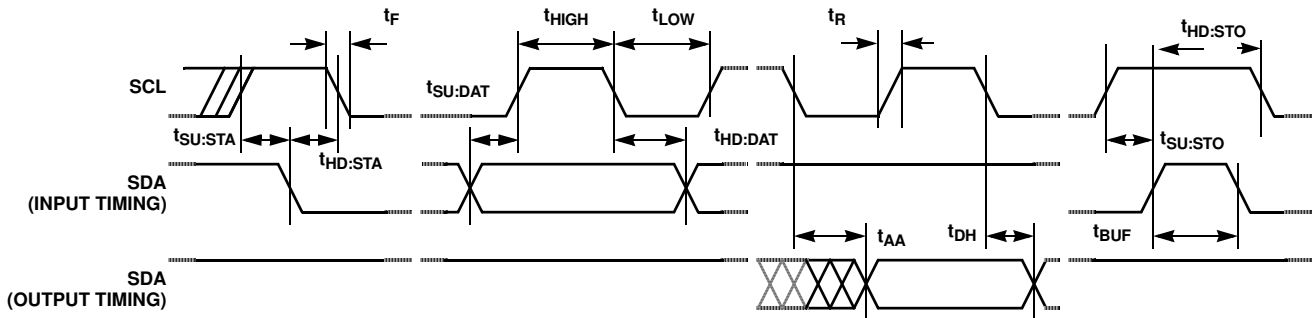 tF
tHIGH
tLOW
tR
tHD:STO
SCL
tSU:DAT
tSU:STA
tHD:STA
tHD:DAT
tSU:STO
SDA
(INPUT TIMING)
tAA
tDH
tBUF
SDA
(OUTPUT TIMING)